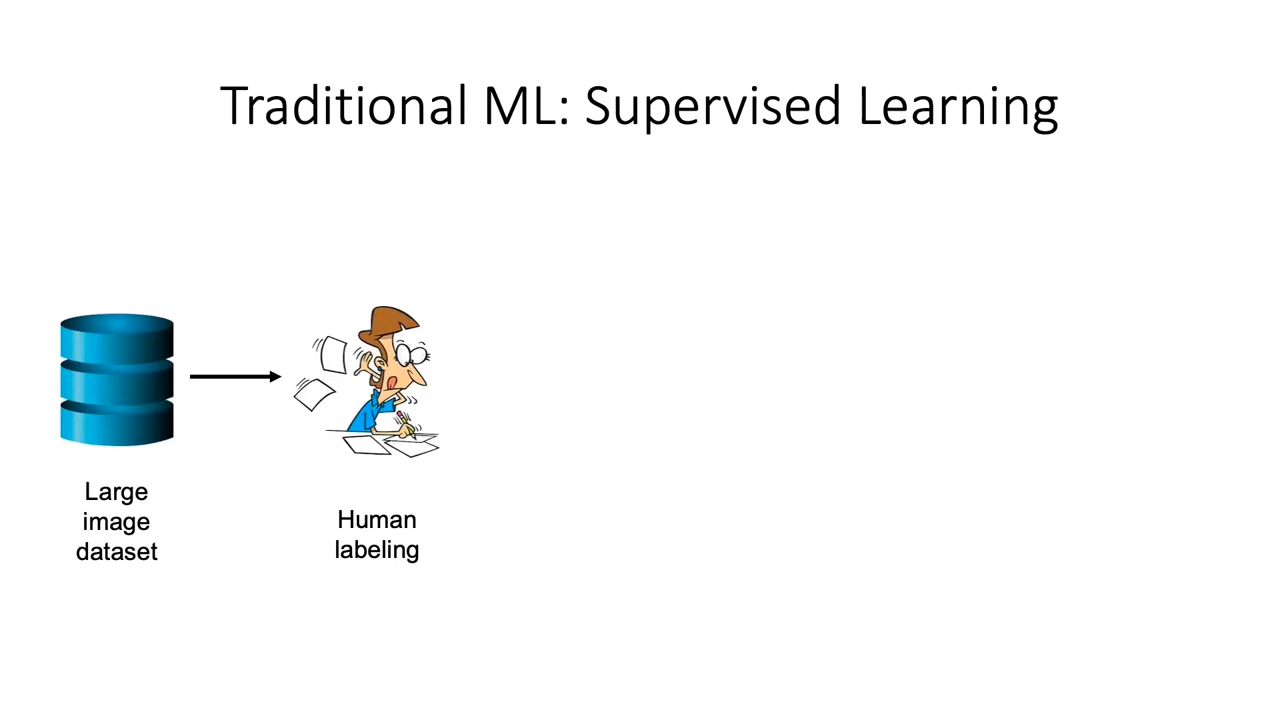 Traditional ML: Supervised Learning
Large
image
dataset
Human
labeling